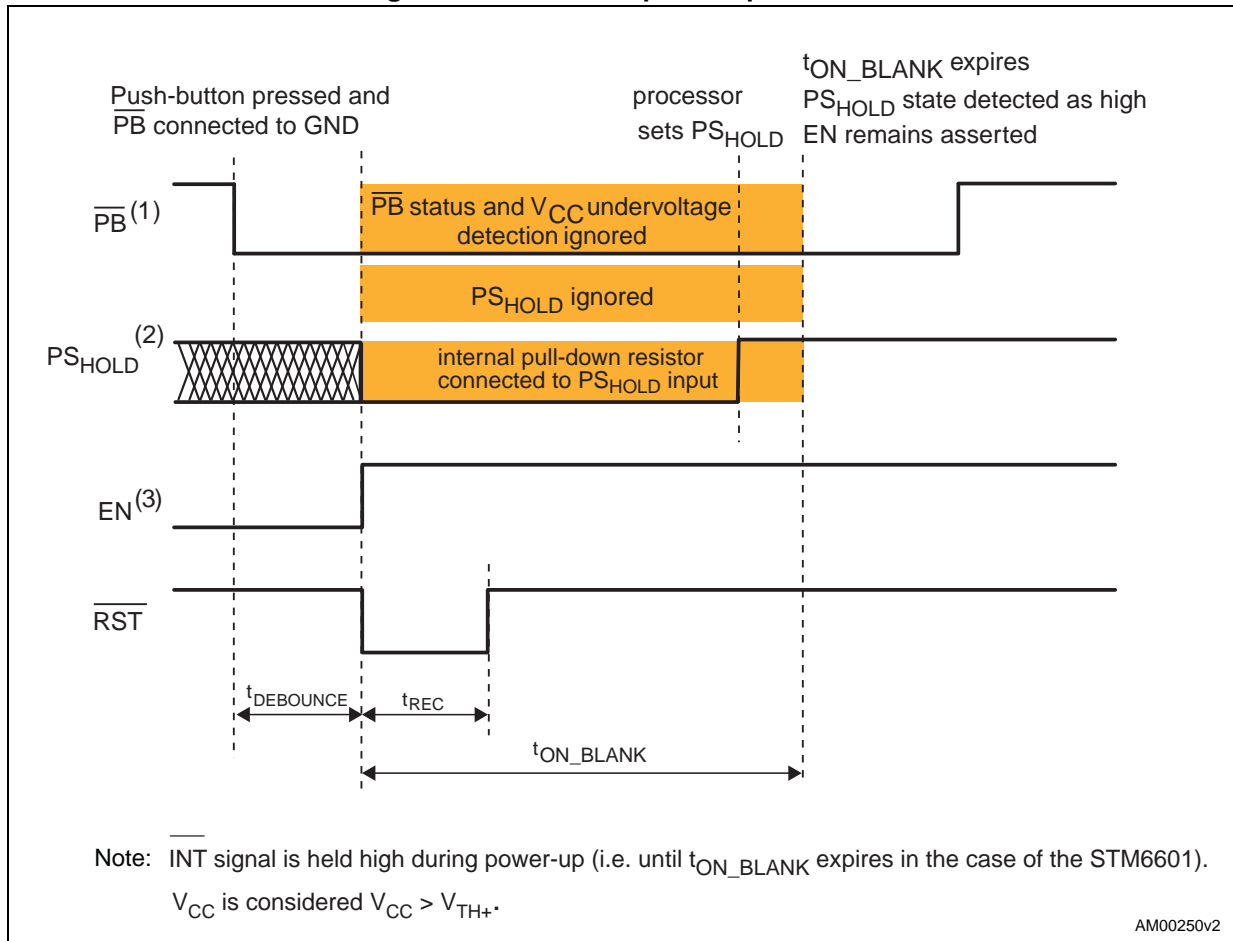 Push-button pressed and
PB connected to GND
processor
sets PSHOLD
tON_BLANK expires
PSHOLD state detected as high
EN remains asserted
PB(1)
PB status and VCC undervoltage
detection ignored
PSHOLD ignored
PSHOLD(2)
internal pull-down resistor
connected to PSHOLD input
EN(3)
RST
tDEBOUNCE
tREC
tON_BLANK
Note: INT signal is held high during power-up (i.e. until tON_BLANK expires in the case of the STM6601).
VCC is considered VCC > VTH+.
AM00250v2